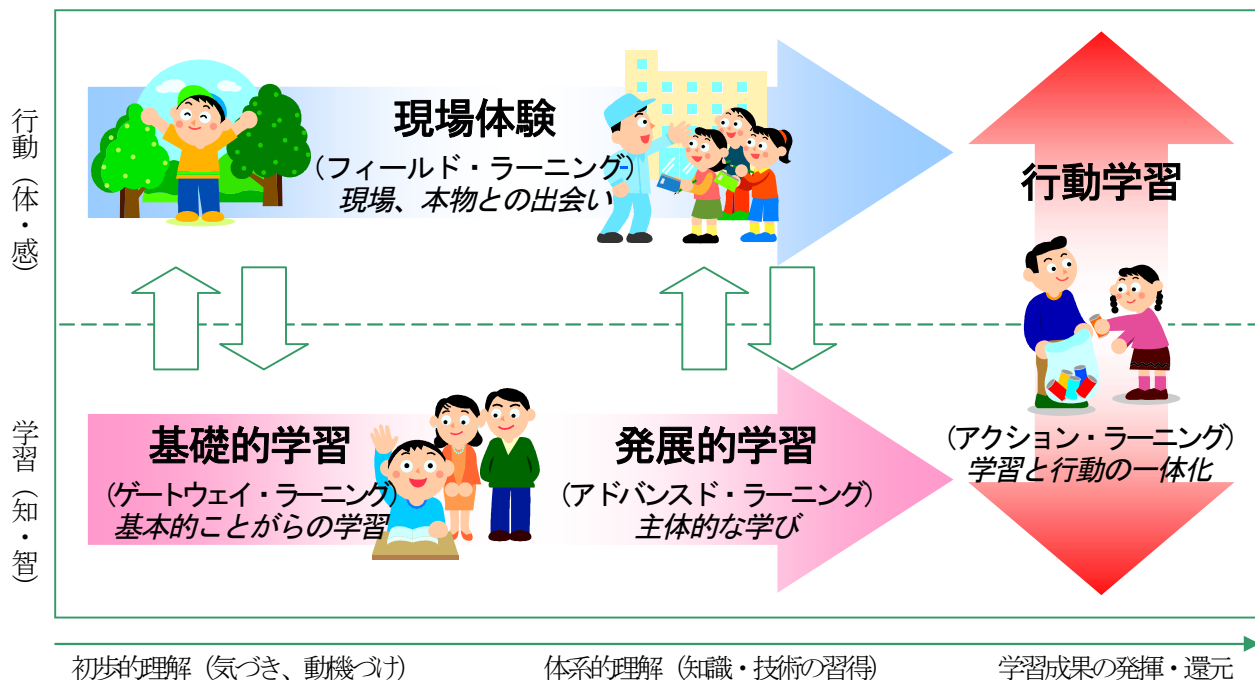 行動（体・感）
現場体験
（フィールド・ラーニング）
現場、本物との出会い
行動学習
（アクション・ラーニング）
学習と行動の一体化
学習（知・智）
基礎的学習
（ゲートウェイ・ラーニング）
基本的ことがらの学習
発展的学習
（アドバンスド・ラーニング）
主体的な学び
初歩的理解（気づき、動機づけ）
体系的理解（知識・技術の習得）
学習成果の発揮・還元